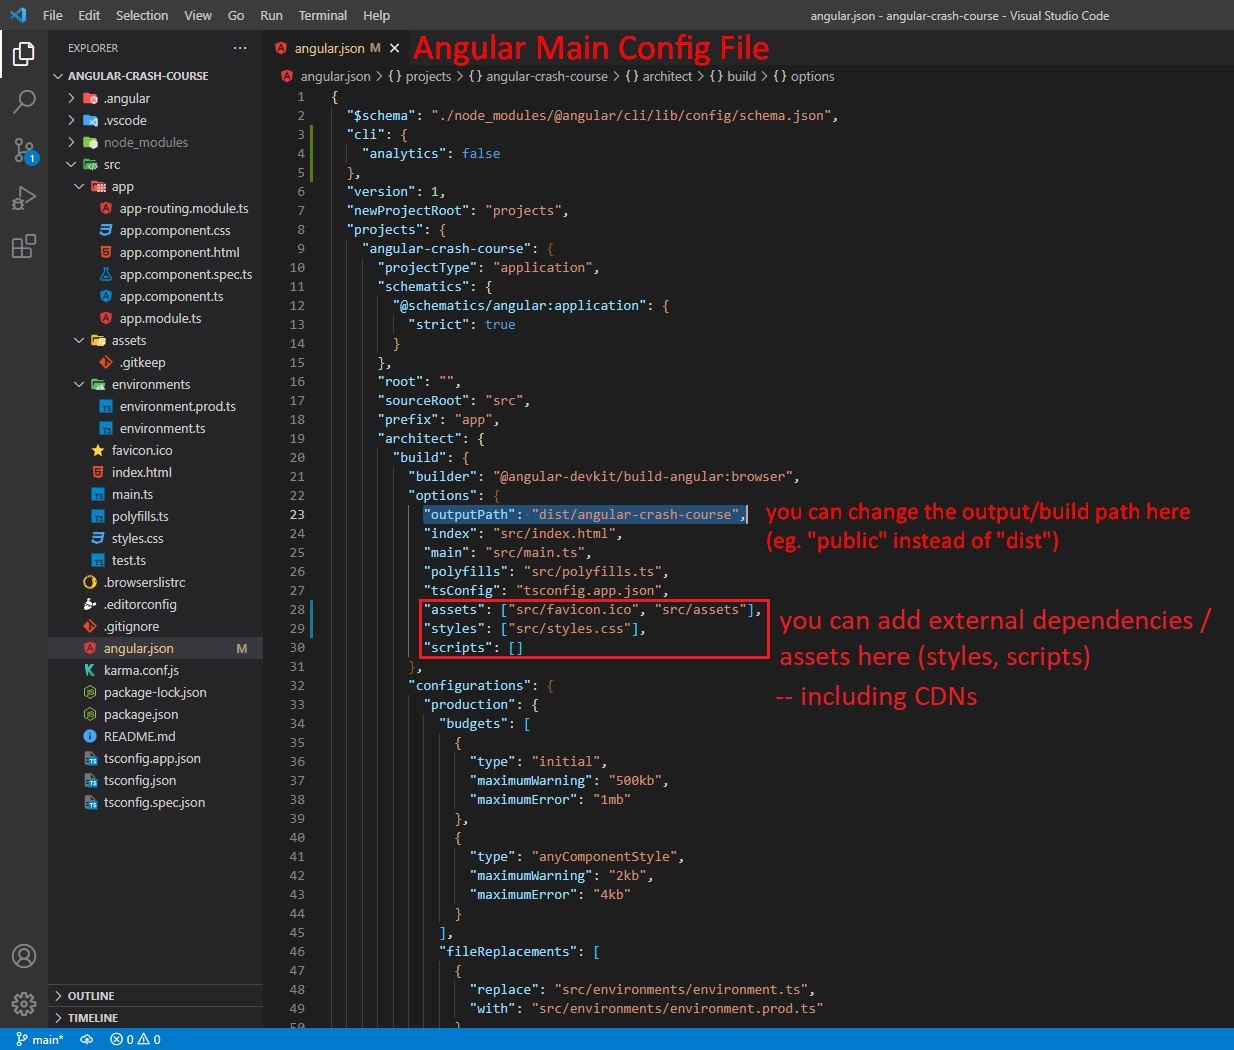 File Edit Selection View Go Run Terminal Help
angular.json - angular-crash-course - Visual Studio Code
EXPLORER
ANGULAR-CRASH-COURSE
.angular
.vscode
node_modules
src
app
app-routing.module.ts
app.component.css
app.component.html
app.component.spec.ts
app.component.ts
app.module.ts
assets
.gitkeep
environments
environment.prod.ts
environment.ts
favicon.ico
index.html
main.ts
polyfills.ts
styles.css
test.ts
.browserslistrc
.editorconfig
.gitignore
angular.json M
karma.conf.js
package-lock.json
package.json
README.md
tsconfig.app.json
tsconfig.json
tsconfig.spec.json
OUTLINE
TIMELINE
angular.json M
Angular Main Config File
angular.json > {} projects > {} angular-crash-course > {} architect > {} build > {} options
1 {
2 "$schema": "./node_modules/@angular/cli/lib/config/schema.json",
3 "cli": {
4 "analytics": false
5 },
6 "version": 1,
7 "newProjectRoot": "projects",
8 "projects": {
9 "angular-crash-course": {
10 "projectType": "application",
11 "schematics": {
12 "@schematics/angular:application": {
13 "strict": true
14 }
15 },
16 "root": "",
17 "sourceRoot": "src",
18 "prefix": "app",
19 "architect": {
20 "build": {
21 "builder": "@angular-devkit/build-angular:browser",
22 "options": {
23 "outputPath": "dist/angular-crash-course",
24 "index": "src/index.html",
25 "main": "src/main.ts",
26 "polyfills": "src/polyfills.ts",
27 "tsConfig": "tsconfig.app.json",
28 "assets": ["src/favicon.ico", "src/assets"],
29 "styles": ["src/styles.css"],
30 "scripts": []
31 },
32 "configurations": {
33 "production": {
34 "budgets": [
35 {
36 "type": "initial",
37 "maximumWarning": "500kb",
38 "maximumError": "1mb"
39 },
40 {
41 "type": "anyComponentStyle",
42 "maximumWarning": "2kb",
43 "maximumError": "4kb"
44 }
45 ],
46 "fileReplacements": [
47 {
48 "replace": "src/environments/environment.ts",
49 "with": "src/environments/environment.prod.ts"
50 }
you can change the output/build path here
(eg. "public" instead of "dist")
you can add external dependencies /
assets here (styles, scripts)
-- including CDNs
1
main* 0 0